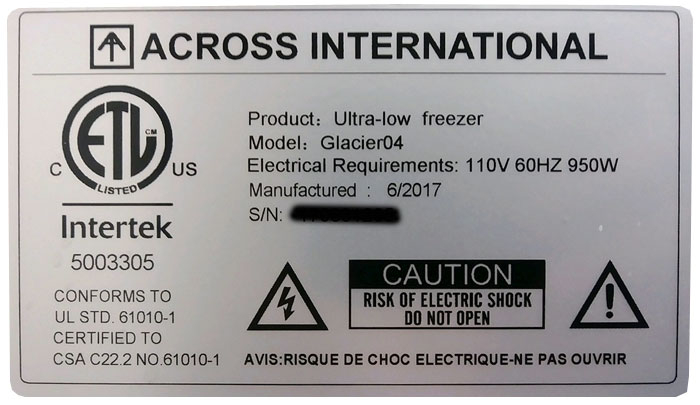 ACROSS INTERNATIONAL
ETL CM
C US
LISTED
Intertek
5003305
CONFORMS TO
UL STD. 61010-1
CERTIFIED TO
CSA C22.2 NO.61010-1
Product: Ultra-low freezer
Model: Glacier04
Electrical Requirements: 110V 60HZ 950W
Manufactured : 6/2017
S/N:
CAUTION
RISK OF ELECTRIC SHOCK
DO NOT OPEN
AVIS:RISQUE DE CHOC ELECTRIQUE-NE PAS OUVRIR